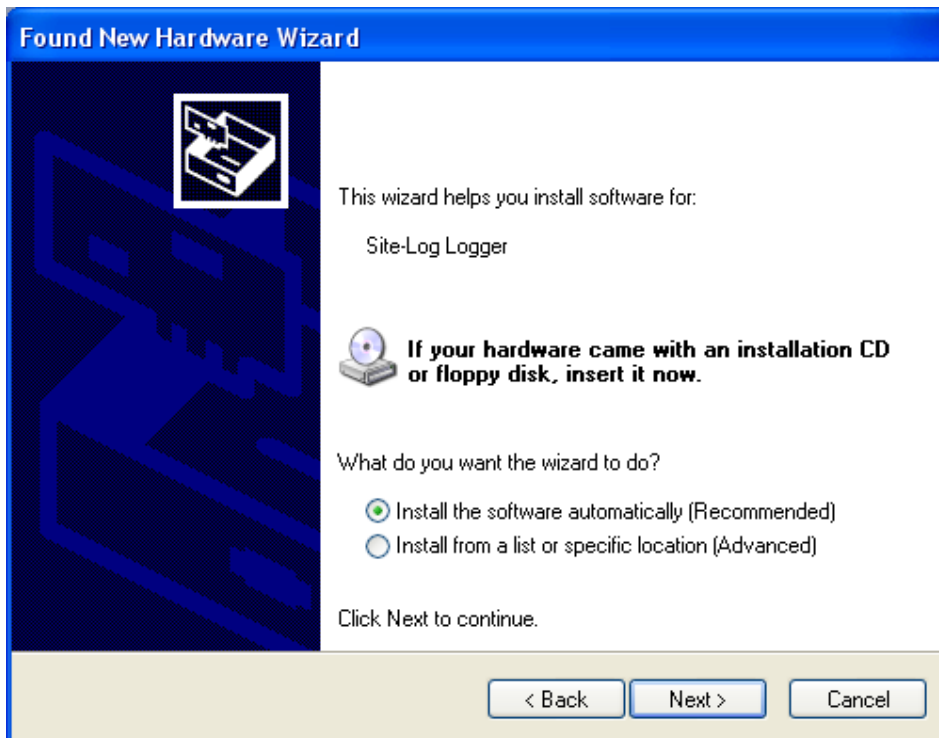 Found New Hardware Wizard
This wizard helps you install software for:
Site-Log Logger
If your hardware came with an installation CD
or floppy disk, insert it now.
What do you want the wizard to do?
Install the software automatically (Recommended)
Install from a list or specific location (Advanced)
Click Next to continue.
< Back
Next >
Cancel